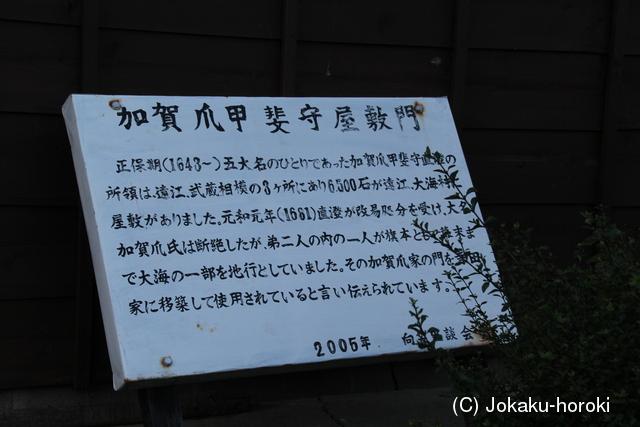 加賀爪甲斐守屋敷門
正保期(1643〜)五大名のひとりであった加賀爪甲斐守直澄の
所領は、遠江、武蔵相模の3ヶ所にあり6500石が遠江、大海
屋敷がありました。元和元年(1661)直澄が改易処分を受け、大名
加賀爪氏は断絶したが、弟二人の内の一人が旗本と
で大海の一部を地行としていました。その加賀爪家の門を
家に移築して使用されていると言い伝えられています。
2005年 向 談会
(C) Jokaku-horoki